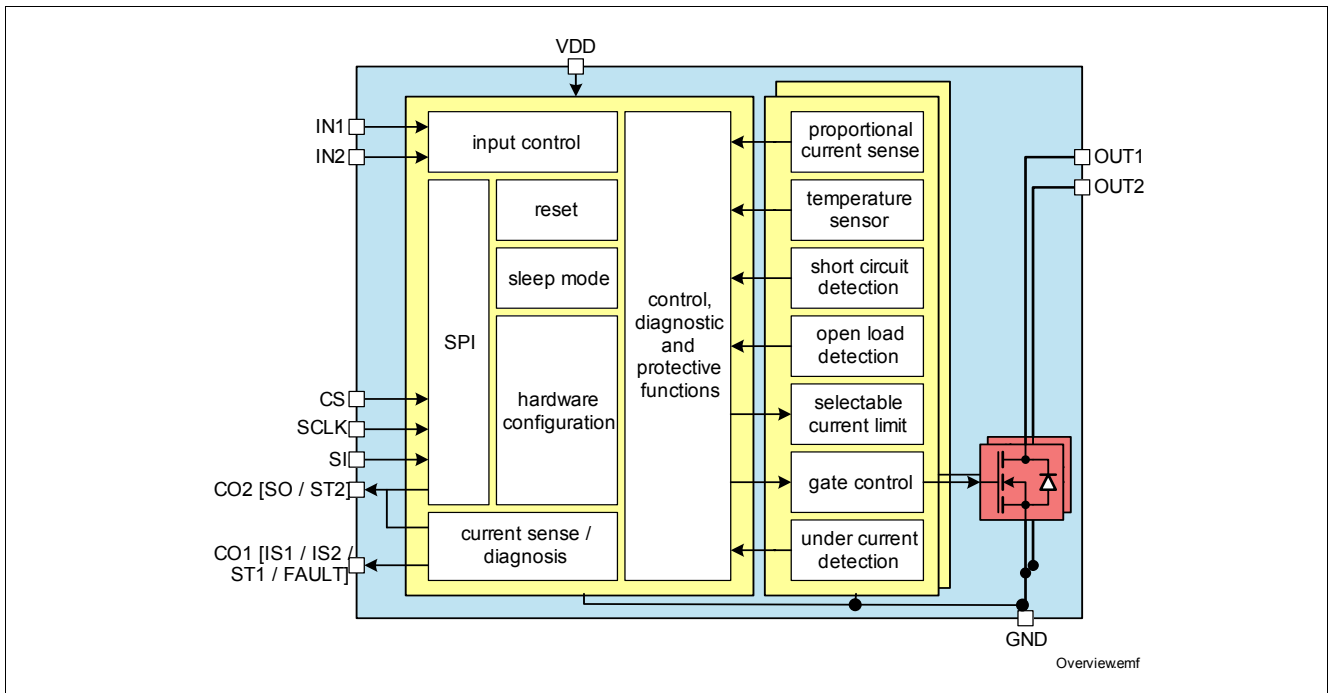 VDD
IN1
IN2
input control
SPI
reset
sleep mode
hardware
configuration
current sense /
diagnosis
control,
diagnostic
and
protective
functions
proportional
current sense
temperature
sensor
short circuit
detection
open load
detection
selectable
current limit
gate control
under current
detection
OUT1
OUT2
CS
SCLK
SI
CO2 [SO / ST2]
CO1 [IS1 / IS2 /
ST1 / FAULT]
GND
Overview.emf